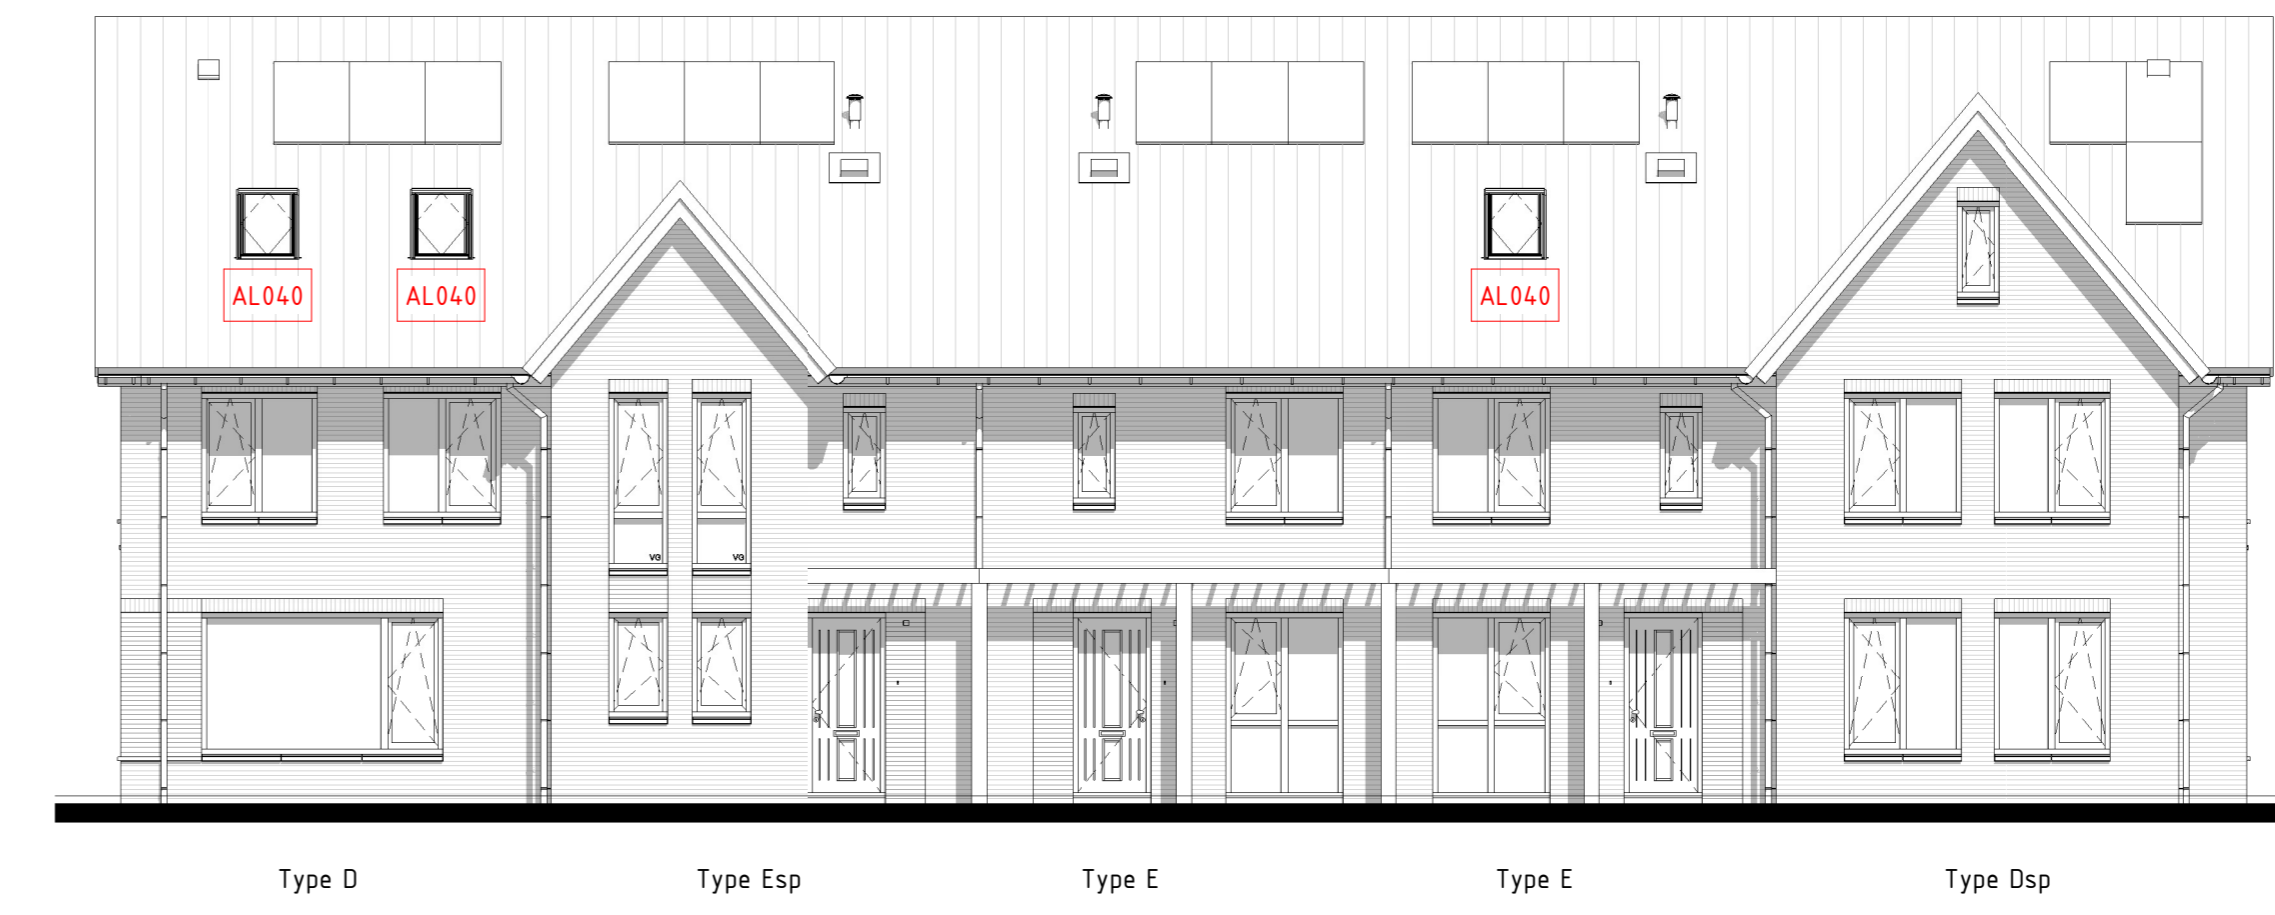 AL040
AL040
AL040
VG
VG
Type D
Type Esp
Type E
Type E
Type Dsp